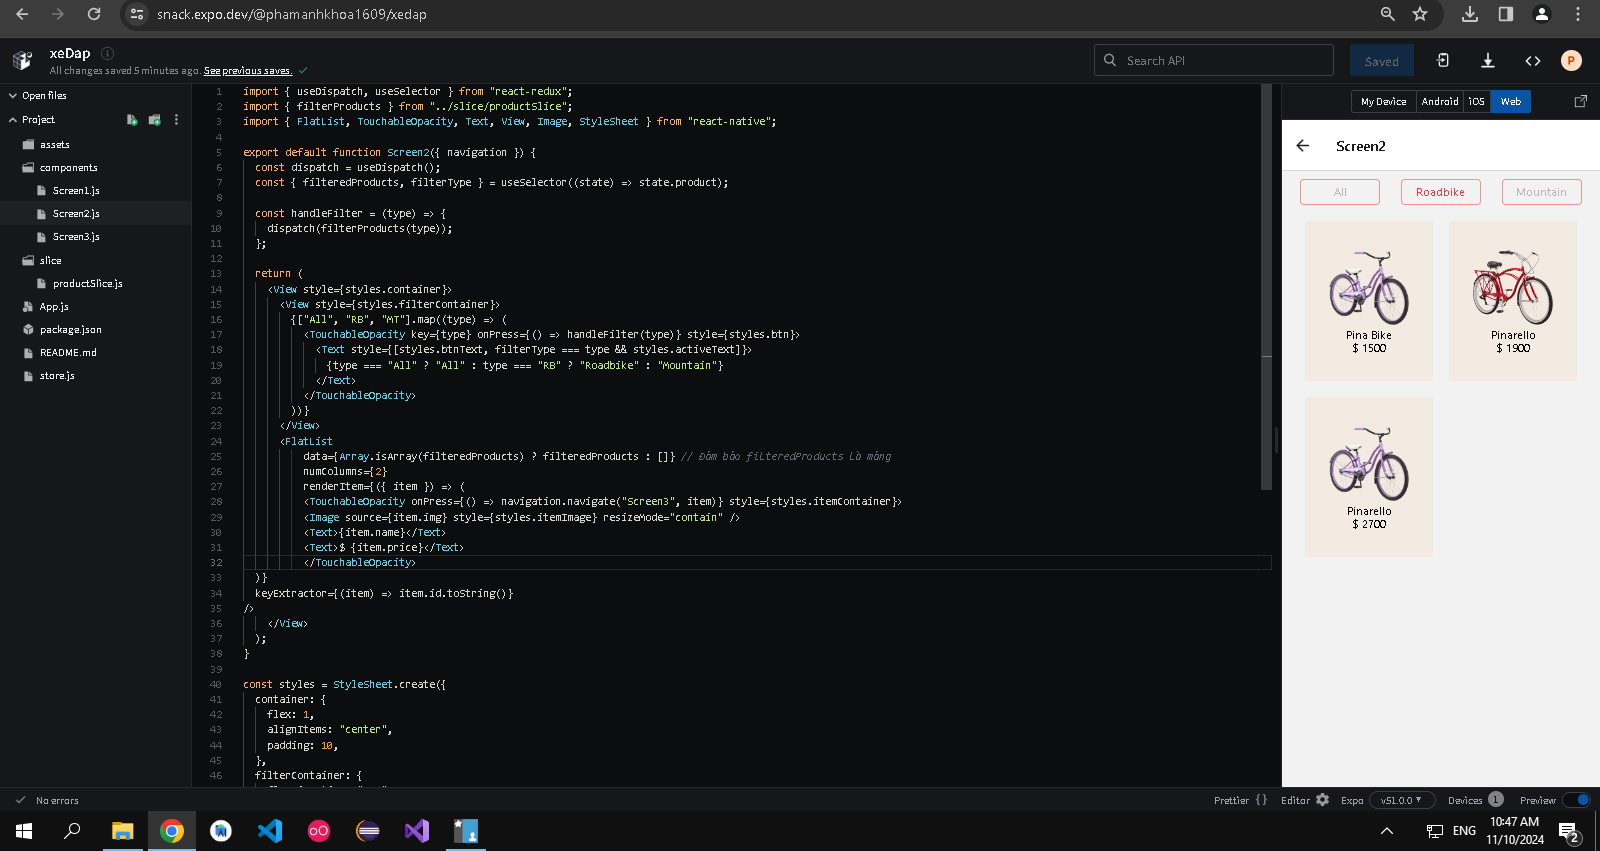 snack.expo.dev/@phamanhkhoa1609/xedap
xeDap
All changes saved 5 minutes ago. See previous saves.
Search API
Saved
P
Open files
Project
assets
components
Screen1.js
Screen2.js
Screen3.js
slice
productSlice.js
App.js
package.json
README.md
store.js
1 import { useDispatch, useSelector } from "react-redux";
2 import { filterProducts } from "../slice/productSlice";
3 import { FlatList, TouchableOpacity, Text, View, Image, StyleSheet } from "react-native";
4
5 export default function Screen2({ navigation }) {
6 const dispatch = useDispatch();
7 const { filteredProducts, filterType } = useSelector((state) => state.product);
8
9 const handleFilter = (type) => {
10 dispatch(filterProducts(type));
11 };
12
13 return (
14 <View style={styles.container}>
15 <View style={styles.filterContainer}>
16 {["All", "RB", "MT"].map((type) => (
17 <TouchableOpacity key={type} onPress={() => handleFilter(type)} style={styles.btn}>
18 <Text style={[styles.btnText, filterType === type && styles.activeText]}>
19 {type === "All" ? "All" : type === "RB" ? "Roadbike" : "Mountain"}
20 </Text>
21 </TouchableOpacity>
22 ))}
23 </View>
24 <FlatList
25 data={Array.isArray(filteredProducts) ? filteredProducts : []} // Đảm bảo filteredProducts là mảng
26 numColumns={2}
27 renderItem={({ item }) => (
28 <TouchableOpacity onPress={() => navigation.navigate("Screen3", item)} style={styles.itemContainer}>
29 <Image source={item.img} style={styles.itemImage} resizeMode="contain" />
30 <Text>{item.name}</Text>
31 <Text>$ {item.price}</Text>
32 </TouchableOpacity>
33 )}
34 keyExtractor={(item) => item.id.toString()}
35 />
36 </View>
37 );
38 }
39
40 const styles = StyleSheet.create({
41 container: {
42 flex: 1,
43 alignItems: "center",
44 padding: 10,
45 },
46 filterContainer: {
My Device Android iOS Web
Screen2
All Roadbike Mountain
Pina Bike
$ 1500
Pinarello
$ 1900
Pinarello
$ 2700
No errors
Prettier {} Editor Expo v51.0.0 Devices 1 Preview
ENG
10:47 AM
11/10/2024
2